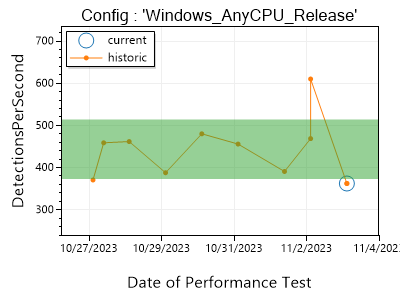 Config : 'Windows_AnyCPU_Release'
current
historic
DetectionsPerSecond
700
600
500
400
300
10/27/2023 10/29/2023 10/31/2023 11/2/2023 11/4/2023
Date of Performance Test